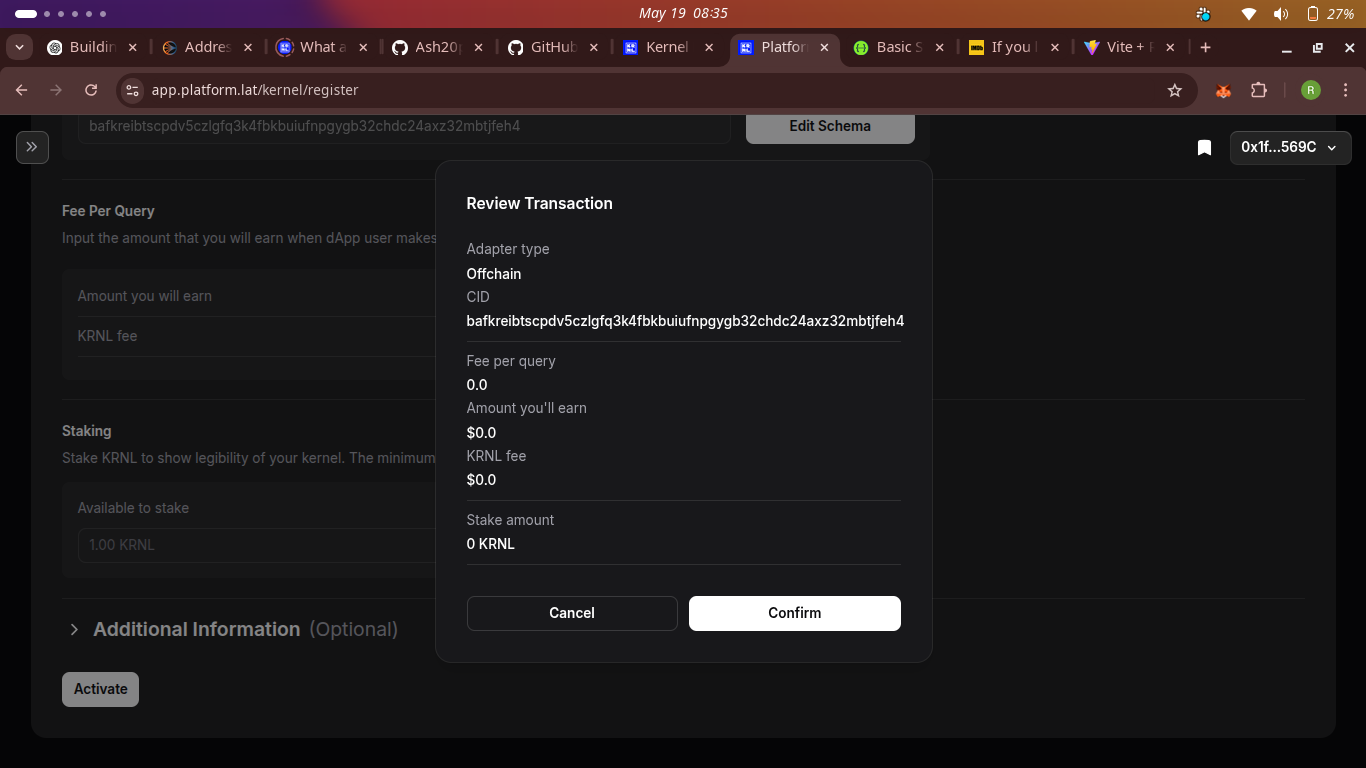 May 19 08:35
27%
Buildin
Addres
What a
Ash20
GitHub
Kernel
Platfor
Basic S
If you
Vite +
app.platform.lat/kernel/register
R
bafkreibtscpdv5czlgfq3k4fbkbuiufnpgygb32chdc24axz32mbtjfeh4
Edit Schema
0x1f...569C
Review Transaction
Fee Per Query
Input the amount that you will earn when dApp user makes
Adapter type
Offchain
Amount you will earn
CID
bafkreibtscpdv5czlgfq3k4fbkbuiufnpgygb32chdc24axz32mbtjfeh4
KRNL fee
Fee per query
0.0
Amount you'll earn
$0.0
KRNL fee
$0.0
Staking
Stake KRNL to show legibility of your kernel. The minimum
Available to stake
1.00 KRNL
Stake amount
0 KRNL
Cancel
Confirm
Additional Information (Optional)
Activate